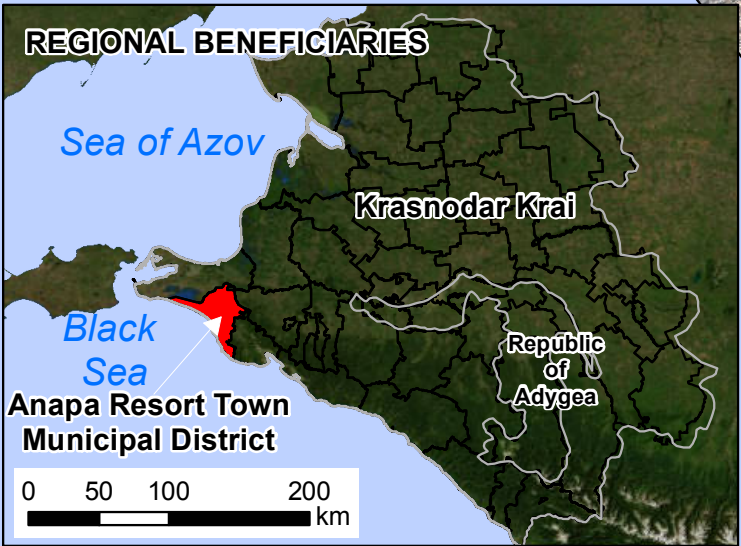 REGIONAL BENEFICIARIES
Sea of Azov
Krasnodar Krai
Black
Sea
Republic
of
Adygea
Anapa Resort Town
Municipal District
0 50 100 200
km